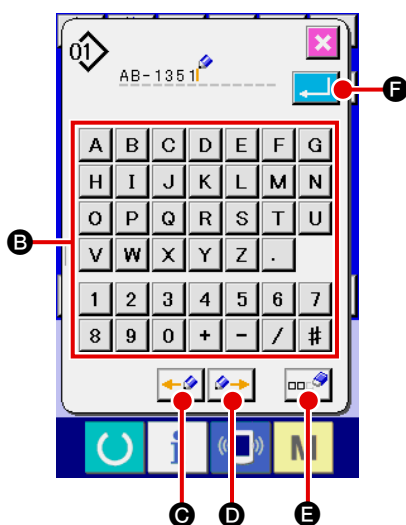 01
AB-1351
F
A B C D E F G
H I J K L M N
O P Q R S T U
B
V W X Y Z .
1 2 3 4 5 6 7
8 9 0 + - / #
i M
C D E